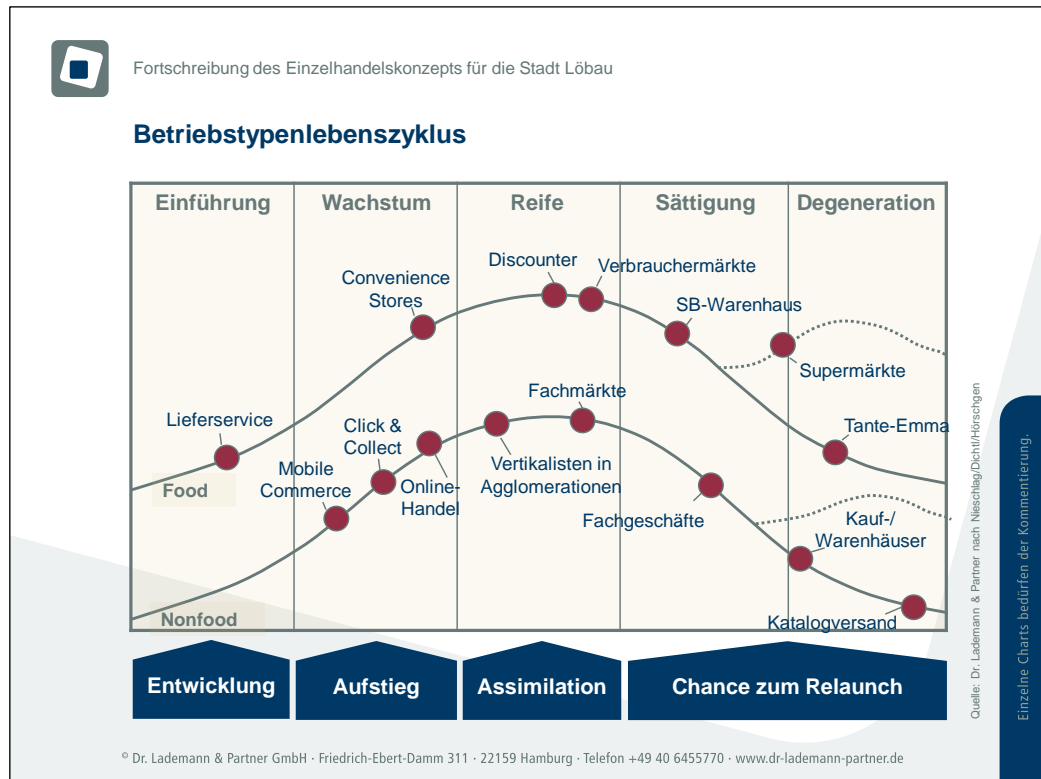 Fortschreibung des Einzelhandelskonzepts für die Stadt Löbau
Betriebstypenlebenszyklus
Einführung
Wachstum
Reife
Sättigung
Degeneration
Discounter
Verbrauchermärkte
Convenience
Stores
SB-Warenhaus
Supermärkte
Lieferservice
Tante-Emma
Food
Fachmärkte
Click &
Collect
Mobile
Commerce
Online-
Handel
Vertikalisten in
Agglomerationen
Fachgeschäfte
Kauf-/
Warenhäuser
Katalogversand
Nonfood
Entwicklung
Aufstieg
Assimilation
Chance zum Relaunch
Quelle: Dr. Lademann & Partner nach Nieschlag/Dichtl/Hörschgen
Einzelne Charts bedürfen der Kommentierung.
© Dr. Lademann & Partner GmbH · Friedrich-Ebert-Damm 311 · 22159 Hamburg · Telefon +49 40 6455770 · www.dr-lademann-partner.de